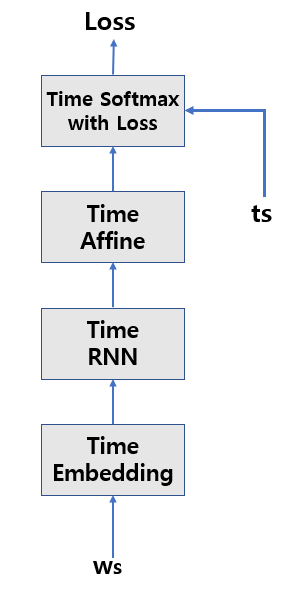 Loss
Time Softmax
with Loss
ts
Time
Affine
Time
RNN
Time
Embedding
ws